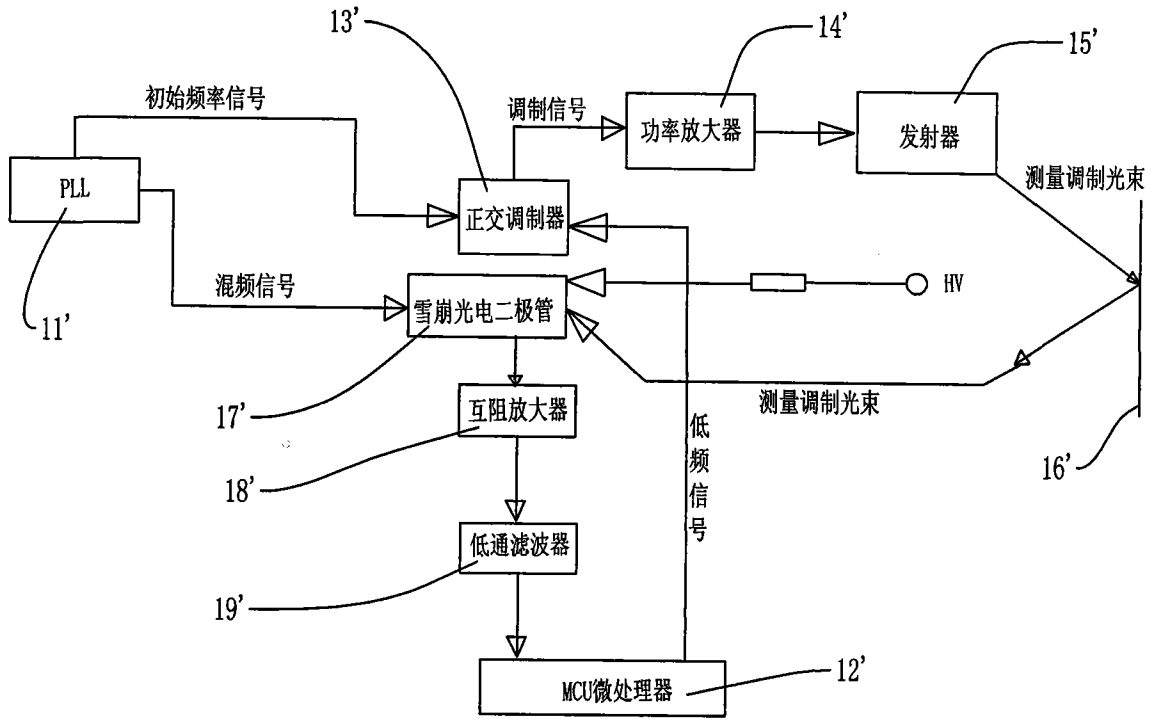 13'
14'
15'
初始频率信号
调制信号
功率放大器
发射器
测量调制光束
PLL
正交调制器
混频信号
HV
11'
雪崩光电二极管
测量调制光束
17'
互阻放大器
低频信号
16'
18'
低通滤波器
19'
12'
MCU微处理器